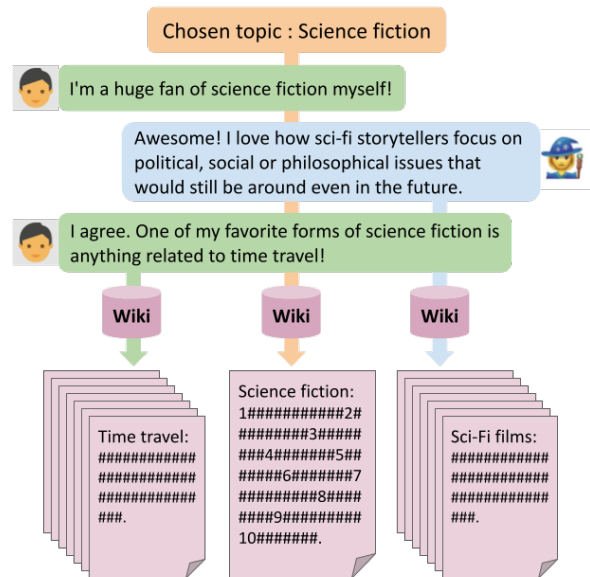 Chosen topic : Science fiction
I'm a huge fan of science fiction myself!
Awesome! I love how sci-fi storytellers focus on
political, social or philosophical issues that
would still be around even in the future.
I agree. One of my favorite forms of science fiction is
anything related to time travel!
Wiki
Wiki
Wiki
Time travel:
############
############
############
###.
Science fiction:
1###########2#
########3#####
###4#######5##
#####6#######7
#########8####
####9#########
10#######.
Sci-Fi films:
############
############
############
###.